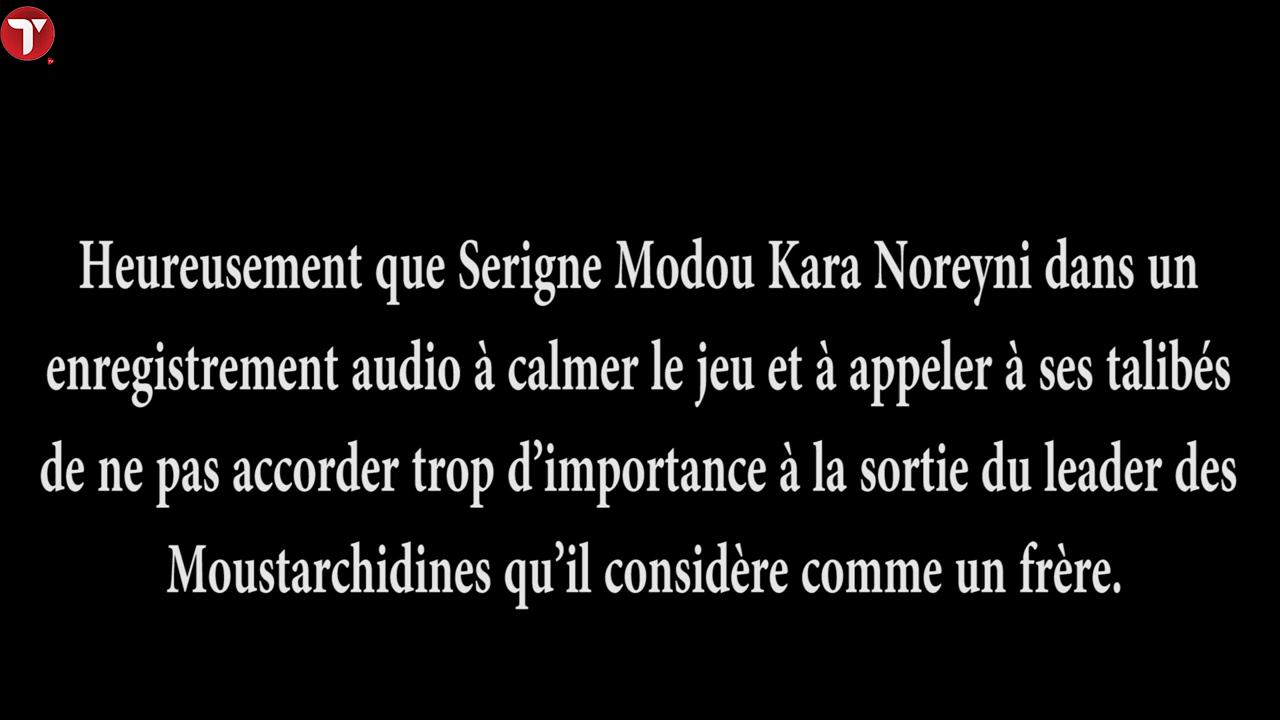 Heureusement que Serigne Modou Kara Noreyni dans un
enregistrement audio à calmer le jeu et à appeler à ses talibés
de ne pas accorder trop d’importance à la sortie du leader des
Moustarchidines qu’il considère comme un frère.